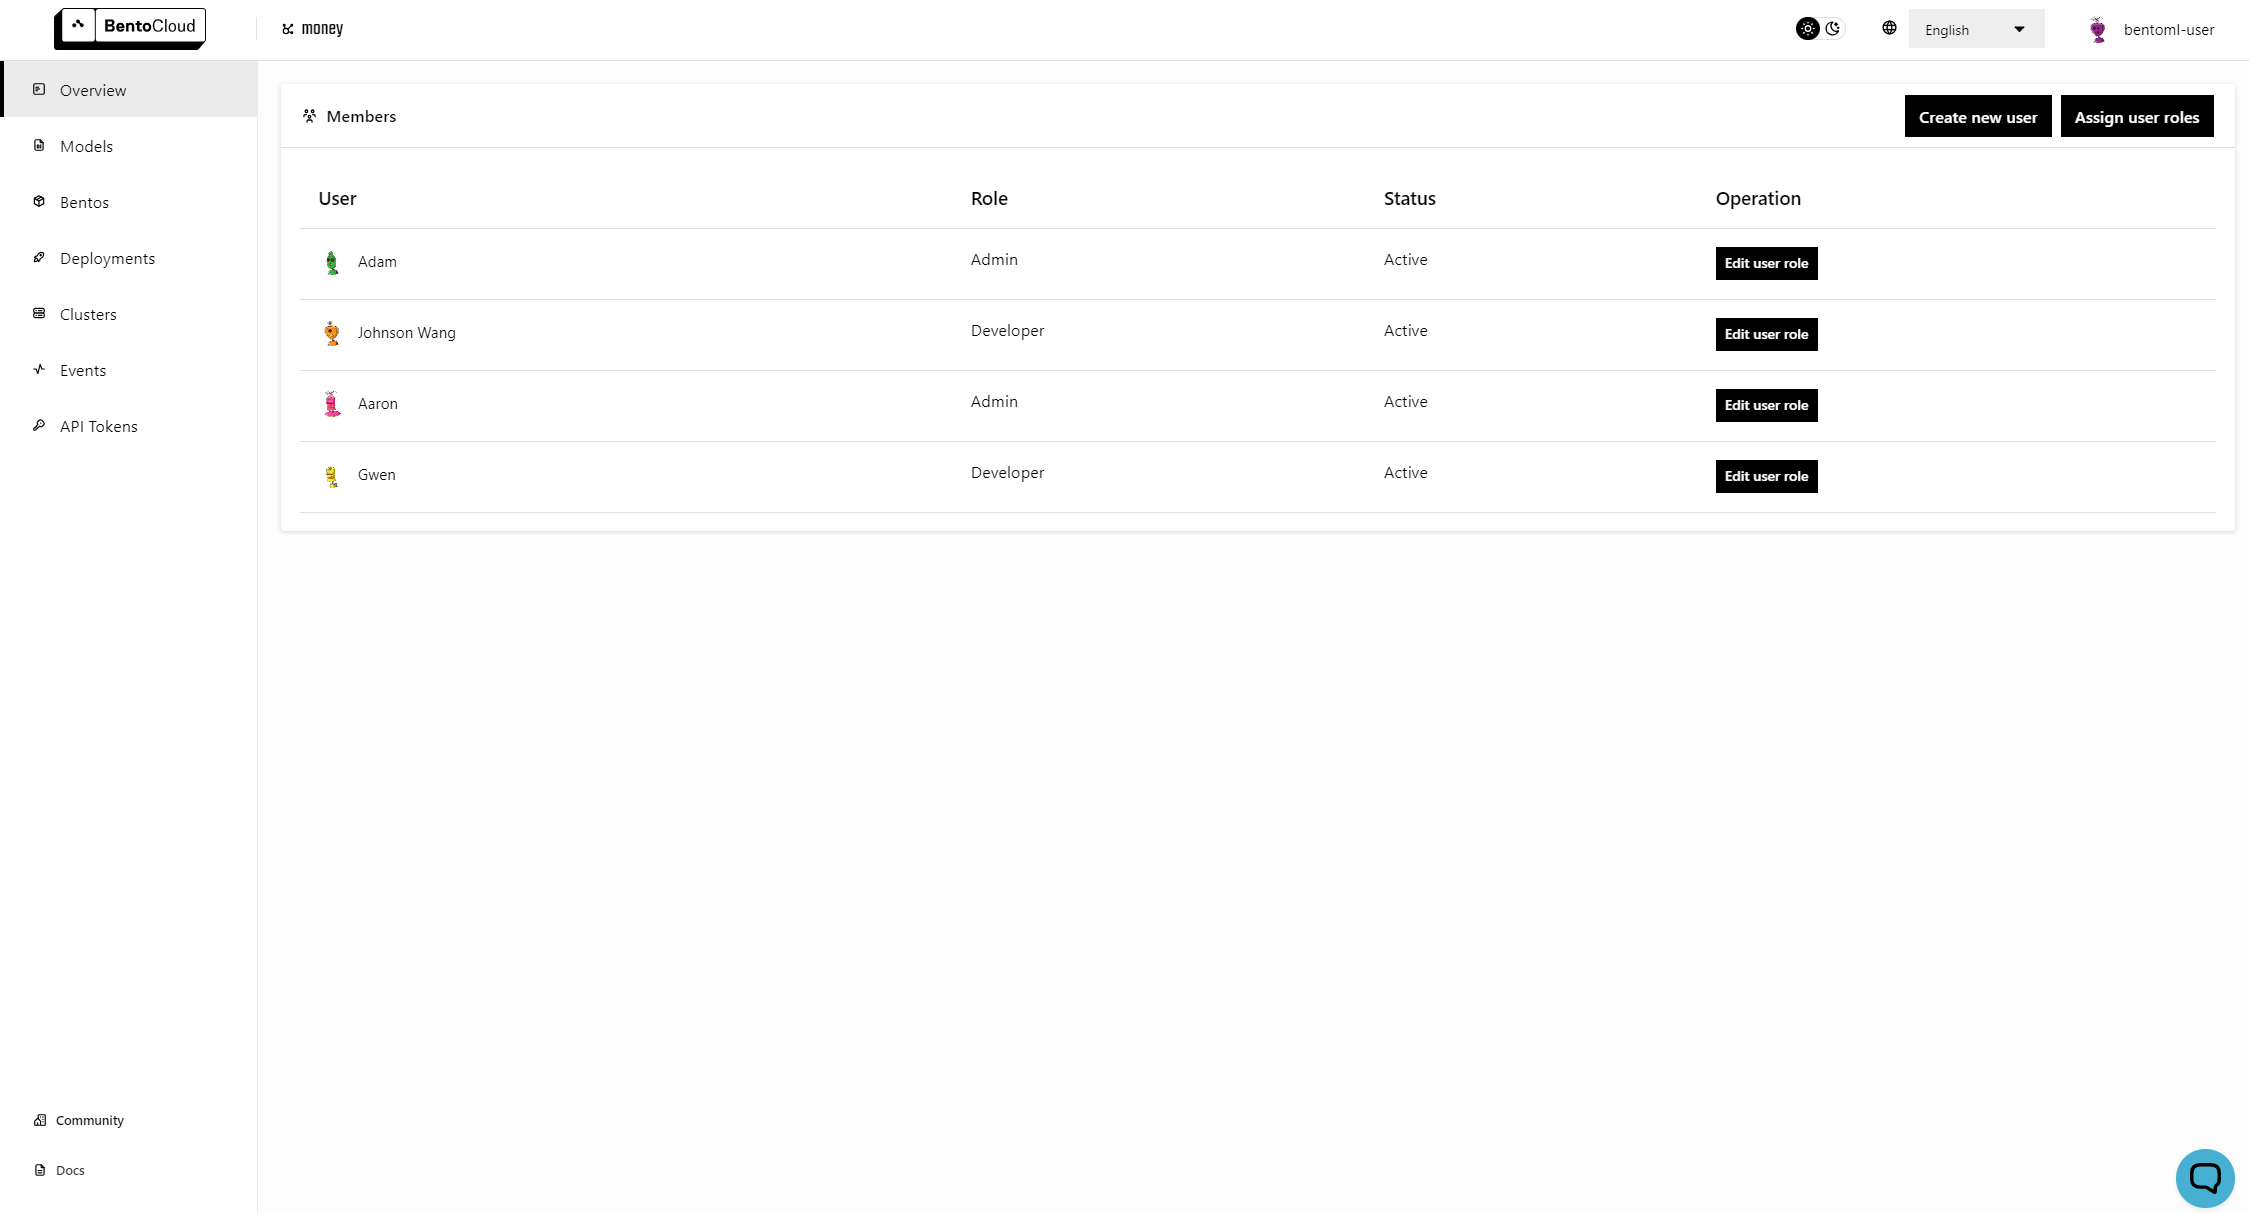 BentoCloud
money
English
bentoml-user
Overview
Models
Bentos
Deployments
Clusters
Events
API Tokens
Community
Docs
Members
Create new user
Assign user roles
User Role Status Operation
Adam Admin Active Edit user role
Johnson Wang Developer Active Edit user role
Aaron Admin Active Edit user role
Gwen Developer Active Edit user role